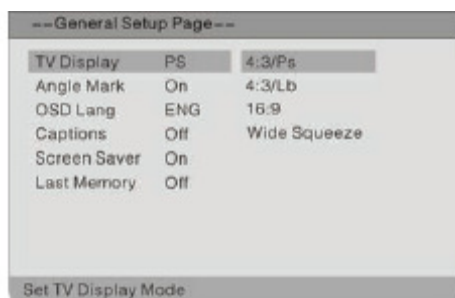 --General Setup Page--
TV Display PS 4:3/Ps
Angle Mark On 4:3/Lb
OSD Lang ENG 16:9
Captions Off Wide Squeeze
Screen Saver On
Last Memory Off
Set TV Display Mode